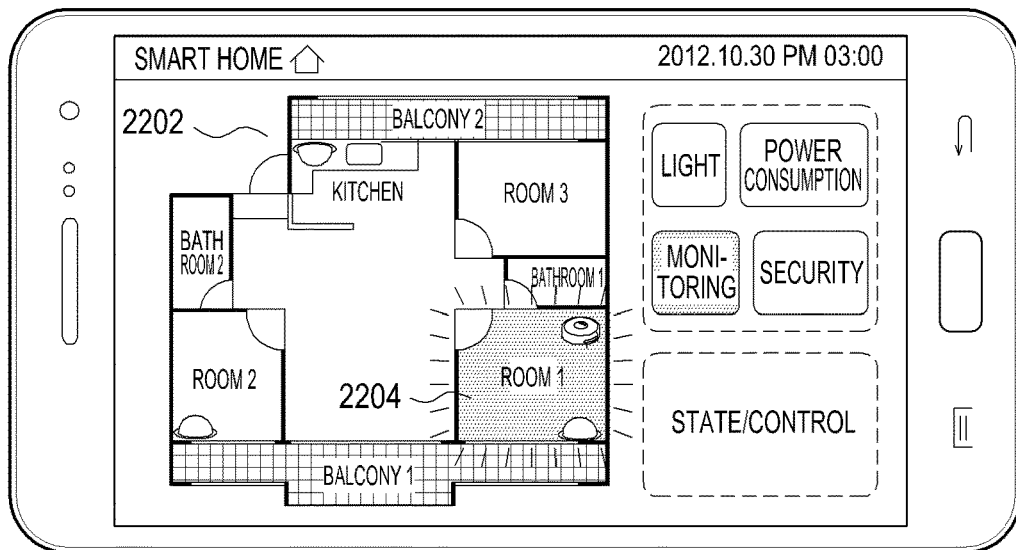 SMART HOME
2012.10.30 PM 03:00
2202
BALCONY 2
KITCHEN
ROOM 3
BATH
ROOM 2
BATHROOM 1
ROOM 2
2204
ROOM 1
BALCONY 1
LIGHT
POWER
CONSUMPTION
MONI-
TORING
SECURITY
STATE/CONTROL